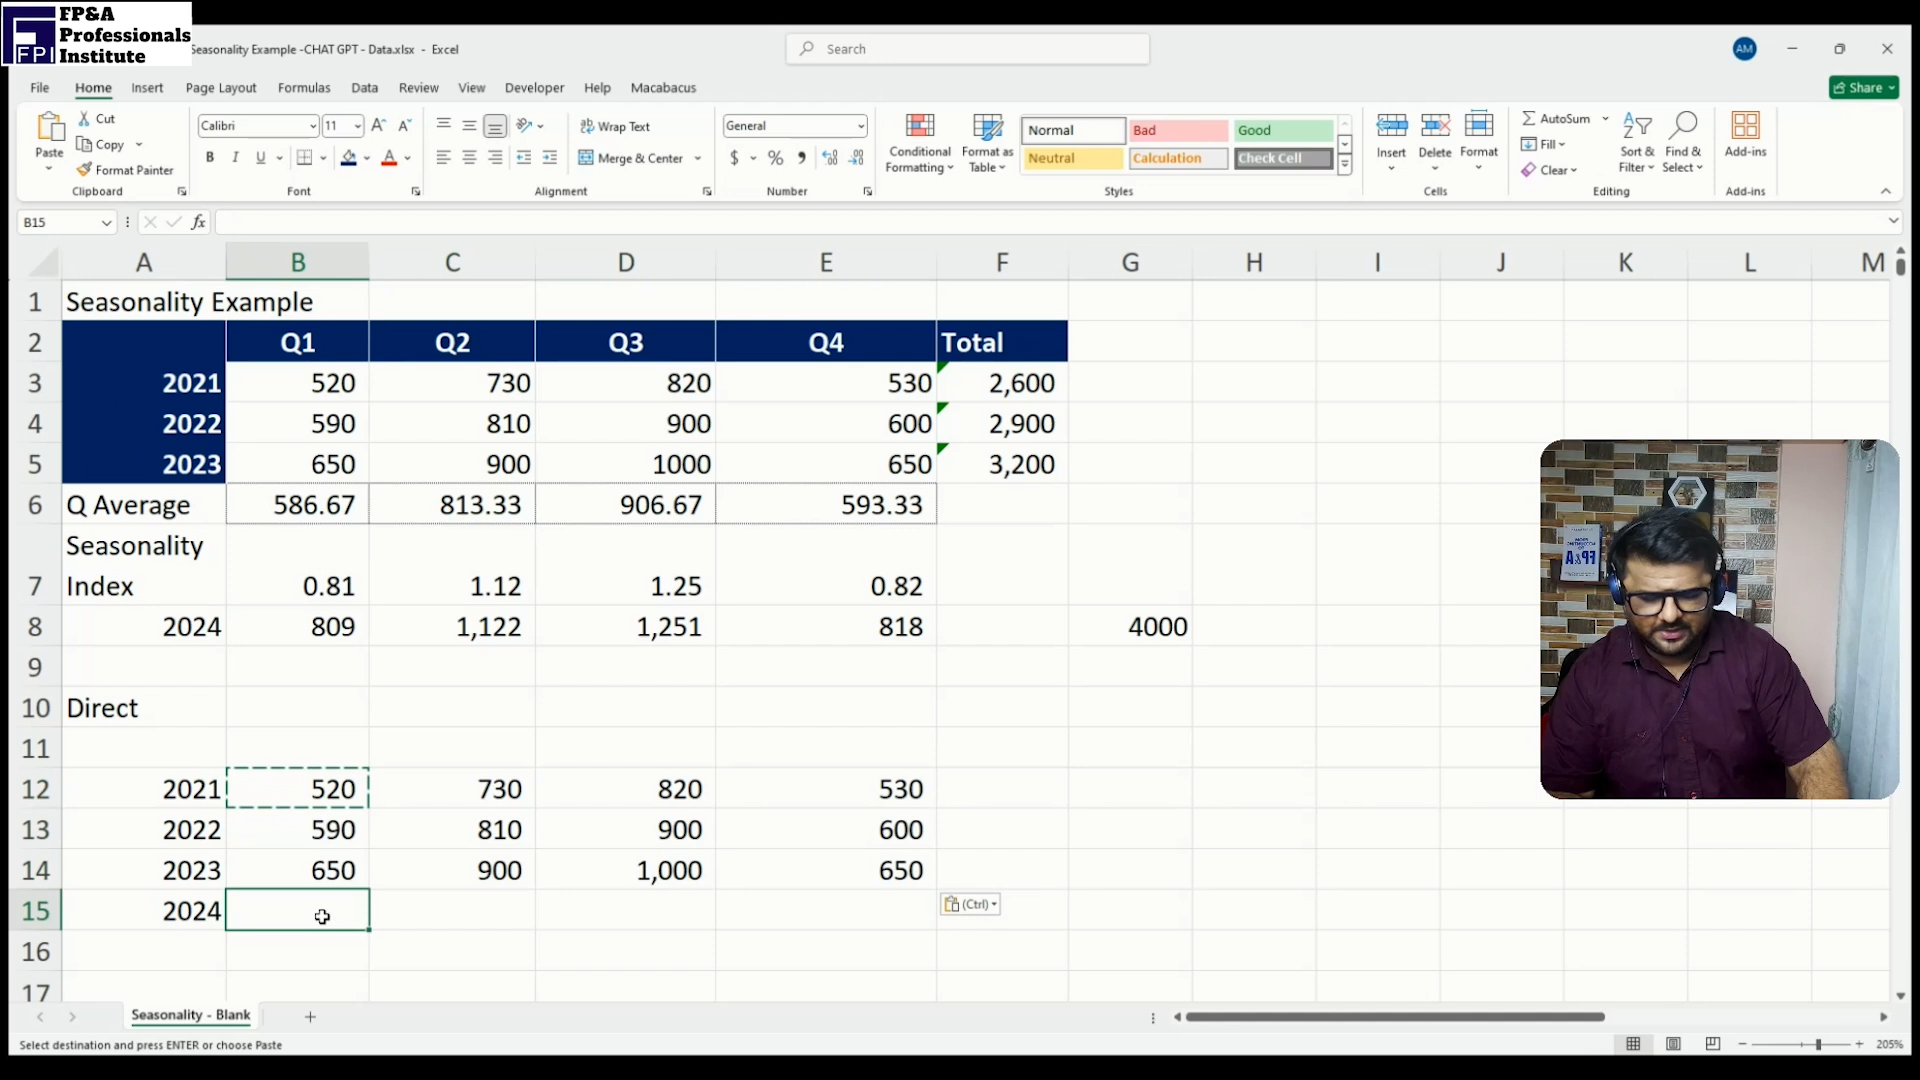 FP&A
Professionals
Institute
FPI
Seasonality Example -CHAT GPT - Data.xlsx - Excel
Search
AM
File Home Insert Page Layout Formulas Data Review View Developer Help Macabacus
Share
Paste
Cut
Copy
Format Painter
Clipboard
Calibri 11
B I U
Font
Wrap Text
Merge & Center
Alignment
General
$ % ,
Number
Conditional
Formatting
Format as
Table
Normal Bad Good
Neutral Calculation Check Cell
Styles
Insert Delete Format
Cells
AutoSum
Fill
Clear
Sort &
Filter
Find &
Select
Editing
Add-ins
Add-ins
B15 fx
A B C D E F G H I J K L M
1 Seasonality Example
2 Q1 Q2 Q3 Q4 Total
3 2021 520 730 820 530 2,600
4 2022 590 810 900 600 2,900
5 2023 650 900 1000 650 3,200
6 Q Average 586.67 813.33 906.67 593.33
Seasonality
7 Index 0.81 1.12 1.25 0.82
8 2024 809 1,122 1,251 818 4000
9
10 Direct
11
12 2021 520 730 820 530
13 2022 590 810 900 600
14 2023 650 900 1,000 650
15 2024
(Ctrl)
16
17
Seasonality - Blank
Select destination and press ENTER or choose Paste
205%